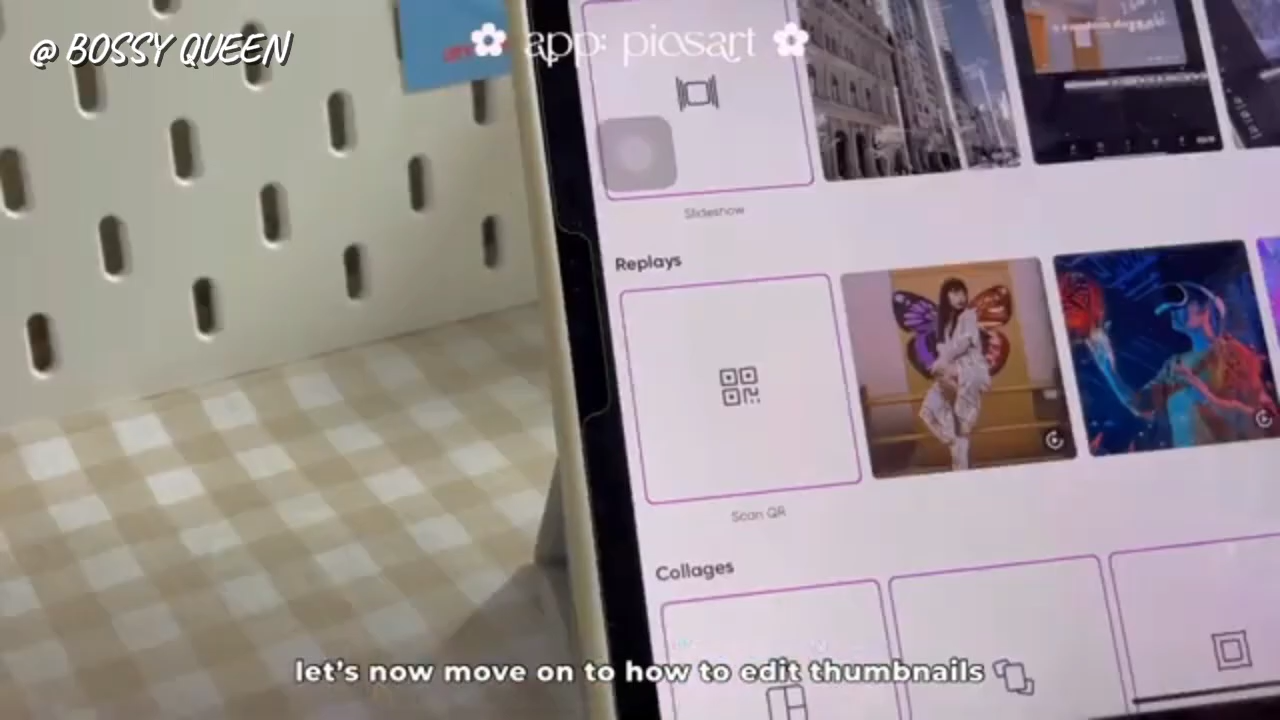 @ BOSSY QUEEN
app: picsart
Slideshow
Replays
Scan QR
Collages
let's now move on to how to edit thumbnails